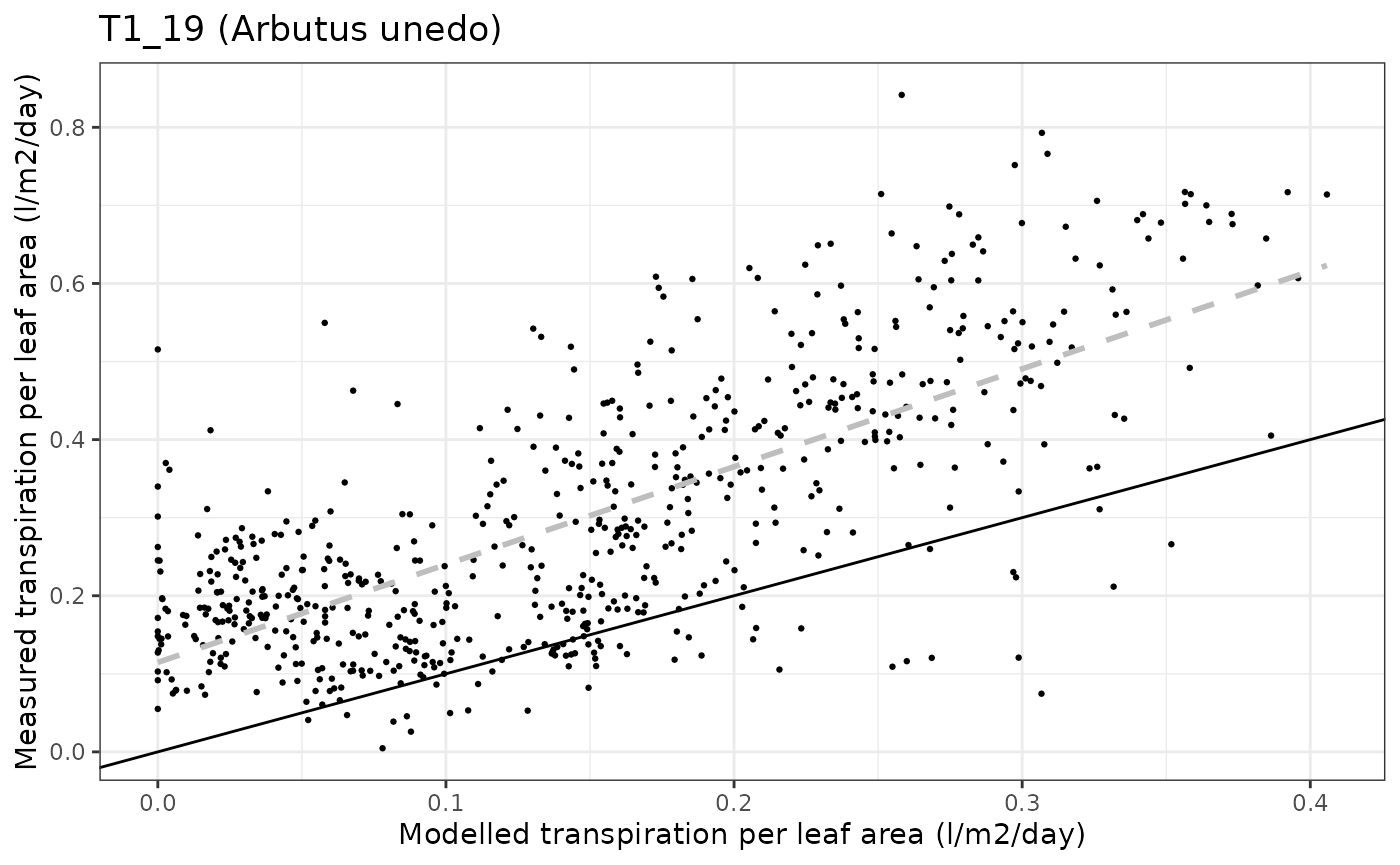 T1_19 (Arbutus unedo)
Measured transpiration per leaf area (l/m2/day)
0.8
0.6
0.4
0.2
0.0
0.0 0.1 0.2 0.3 0.4
Modelled transpiration per leaf area (l/m2/day)